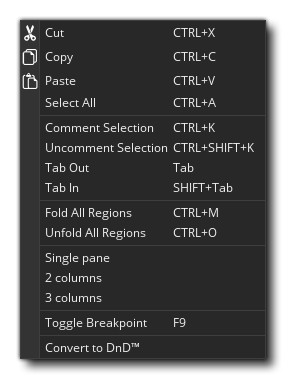 Cut CTRL+X
Copy CTRL+C
Paste CTRL+V
Select All CTRL+A
Comment Selection CTRL+K
Uncomment Selection CTRL+SHIFT+K
Tab Out Tab
Tab In SHIFT+Tab
Fold All Regions CTRL+M
Unfold All Regions CTRL+O
Single pane
2 columns
3 columns
Toggle Breakpoint F9
Convert to DnD™